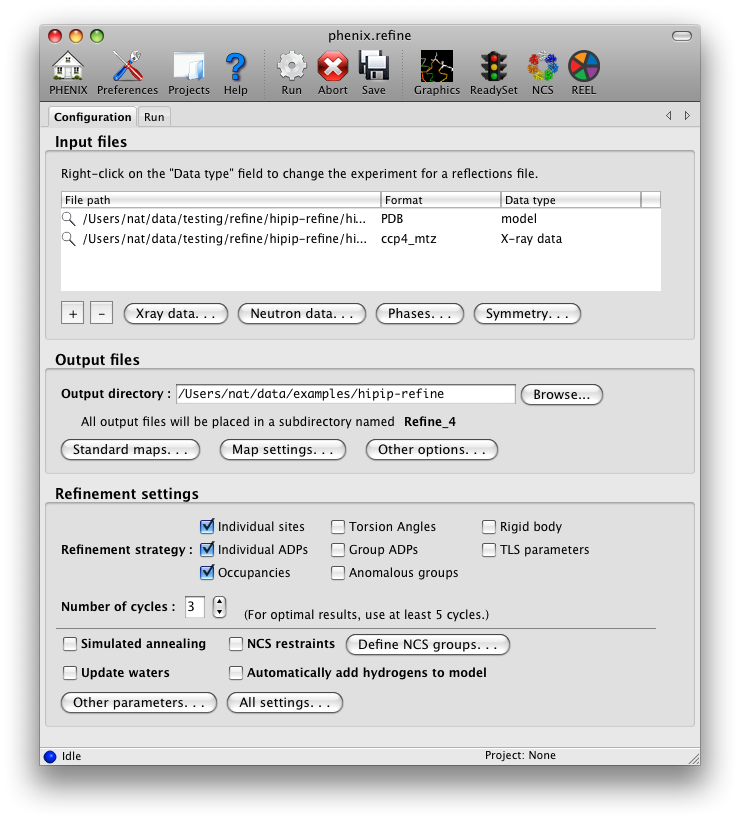 phenix.refine
PHENIX Preferences Projects Help Run Abort Save Graphics ReadySet NCS REEL
Configuration Run
Input files
Right-click on the "Data type" field to change the experiment for a reflections file.
File path Format Data type
/Users/nat/data/testing/refine/hipip-refine/hi... PDB model
/Users/nat/data/testing/refine/hipip-refine/hi... ccp4_mtz X-ray data
+ - Xray data. . . Neutron data. . . Phases. . . Symmetry. . .
Output files
Output directory : /Users/nat/data/examples/hipip-refine Browse...
All output files will be placed in a subdirectory named Refine_4
Standard maps. . . Map settings. . . Other options. . .
Refinement settings
Individual sites Torsion Angles Rigid body
Refinement strategy : Individual ADPs Group ADPs TLS parameters
Occupancies Anomalous groups
Number of cycles : 3 (For optimal results, use at least 5 cycles.)
Simulated annealing NCS restraints Define NCS groups. . .
Update waters Automatically add hydrogens to model
Other parameters. . . All settings. . .
Idle Project: None